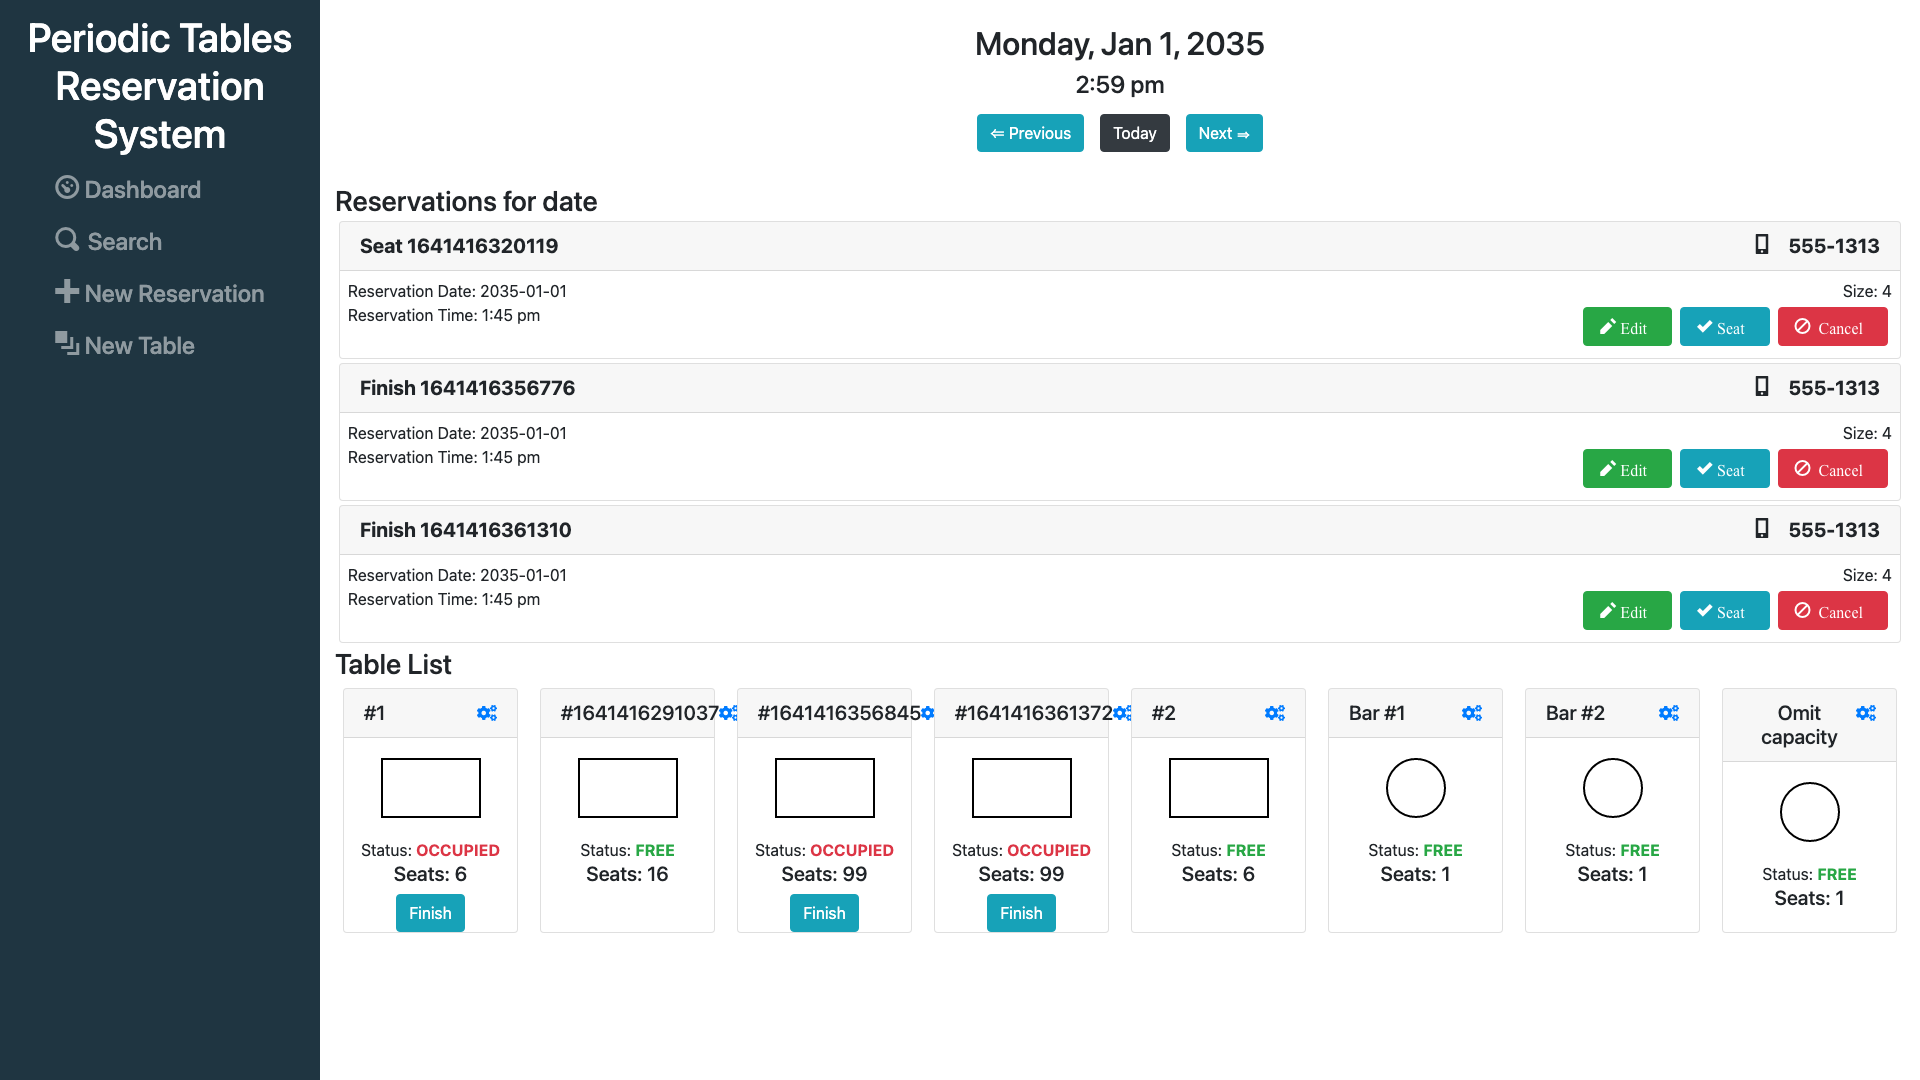 Periodic Tables
Reservation
System
Dashboard
Search
New Reservation
New Table
Monday, Jan 1, 2035
2:59 pm
⇐ Previous
Today
Next ⇒
Reservations for date
Seat 1641416320119
555-1313
Reservation Date: 2035-01-01
Size: 4
Reservation Time: 1:45 pm
Edit
Seat
Cancel
Finish 1641416356776
555-1313
Reservation Date: 2035-01-01
Size: 4
Reservation Time: 1:45 pm
Edit
Seat
Cancel
Finish 1641416361310
555-1313
Reservation Date: 2035-01-01
Size: 4
Reservation Time: 1:45 pm
Edit
Seat
Cancel
Table List
#1
Status: OCCUPIED
Seats: 6
Finish
#1641416291037
Status: FREE
Seats: 16
#1641416356845
Status: OCCUPIED
Seats: 99
Finish
#1641416361372
Status: OCCUPIED
Seats: 99
Finish
#2
Status: FREE
Seats: 6
Bar #1
Status: FREE
Seats: 1
Bar #2
Status: FREE
Seats: 1
Omit
capacity
Status: FREE
Seats: 1